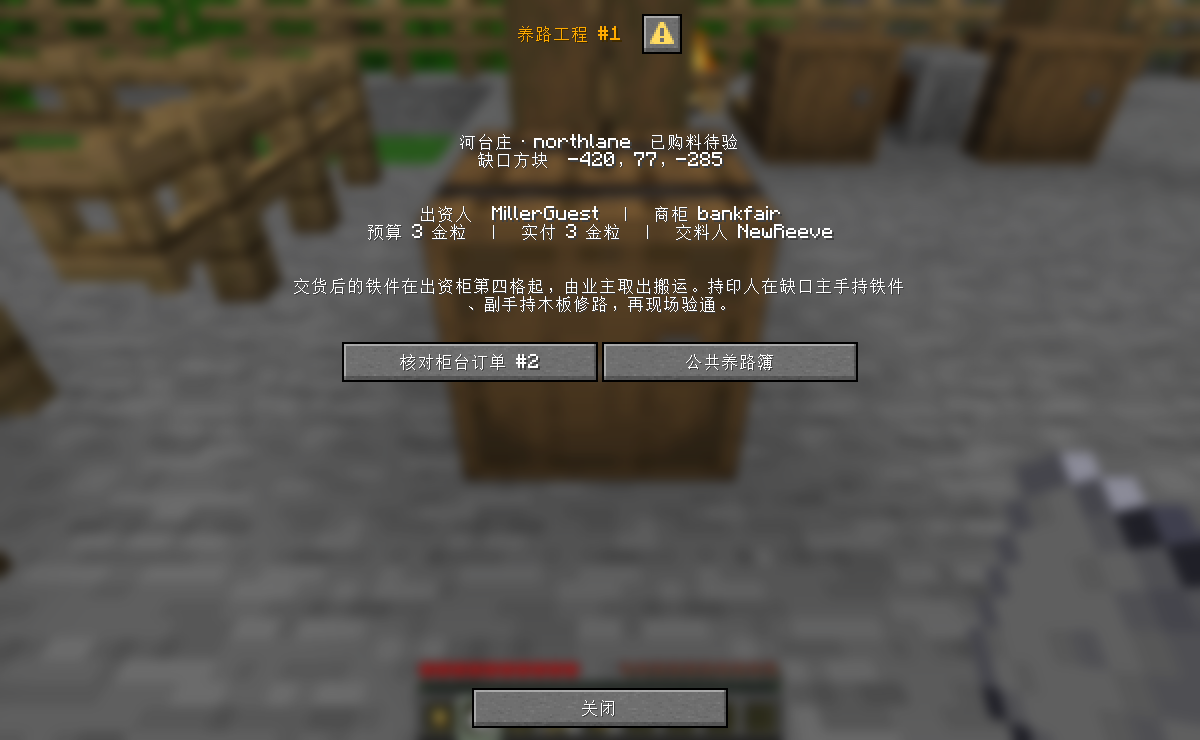 养路工程 #1
河台庄 · northlane 已购料待验
缺口方块 -420, 77, -285
出资人 MillerGuest | 商柜 bankfair
预算 3 金粒 | 实付 3 金粒 | 交料人 NewReeve
交货后的铁件在出资柜第四格起，由业主取出搬运。持印人在缺口主手持铁件
、副手持木板修路，再现场验通。
核对柜台订单 #2
公共养路簿
关闭